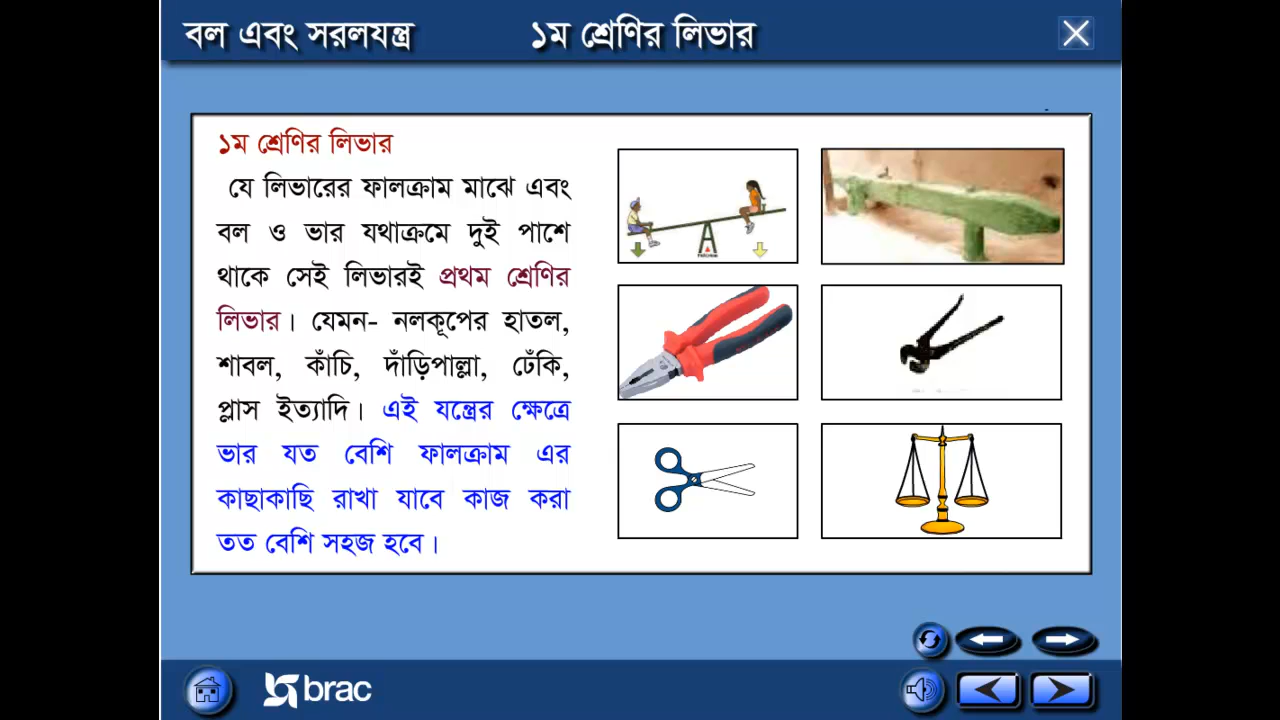 বল এবং সরলযন্ত্র
১ম শ্রেণির লিভার
১ম শ্রেণির লিভার
যে লিভারের ফালক্রাম মাঝে এবং
বল ও ভার যথাক্রমে দুই পাশে
থাকে সেই লিভারই প্রথম শ্রেণির
লিভার। যেমন- নলকূপের হাতল,
শাবল, কাঁচি, দাঁড়িপাল্লা, ঢেঁকি,
প্লাস ইত্যাদি। এই যন্ত্রের ক্ষেত্রে
ভার যত বেশি ফালক্রাম এর
কাছাকাছি রাখা যাবে কাজ করা
তত বেশি সহজ হবে।
brac